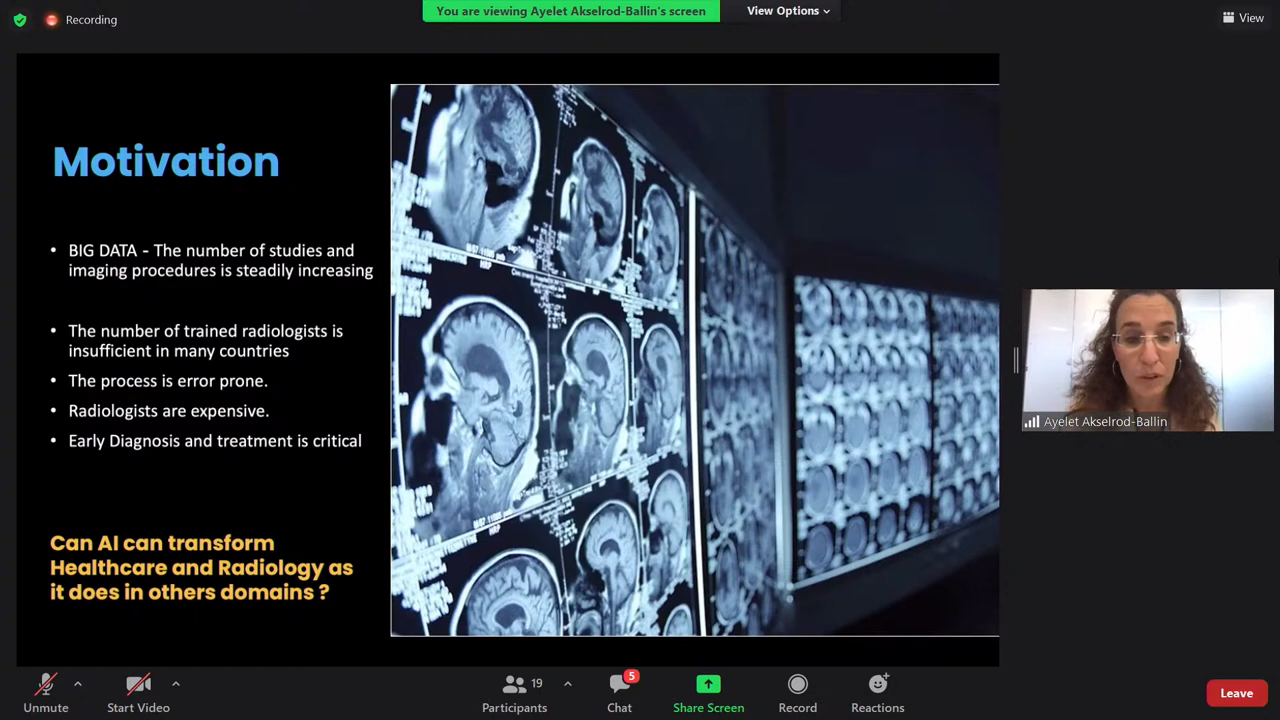 Recording
You are viewing Ayelet Akselrod-Ballin's screen
View Options
View
Motivation
• BIG DATA - The number of studies and
imaging procedures is steadily increasing
• The number of trained radiologists is
insufficient in many countries
• The process is error prone.
• Radiologists are expensive.
• Early Diagnosis and treatment is critical
Can AI can transform
Healthcare and Radiology as
it does in others domains ?
Ayelet Akselrod-Ballin
Unmute
Start Video
19
Participants
5
Chat
Share Screen
Record
Reactions
Leave